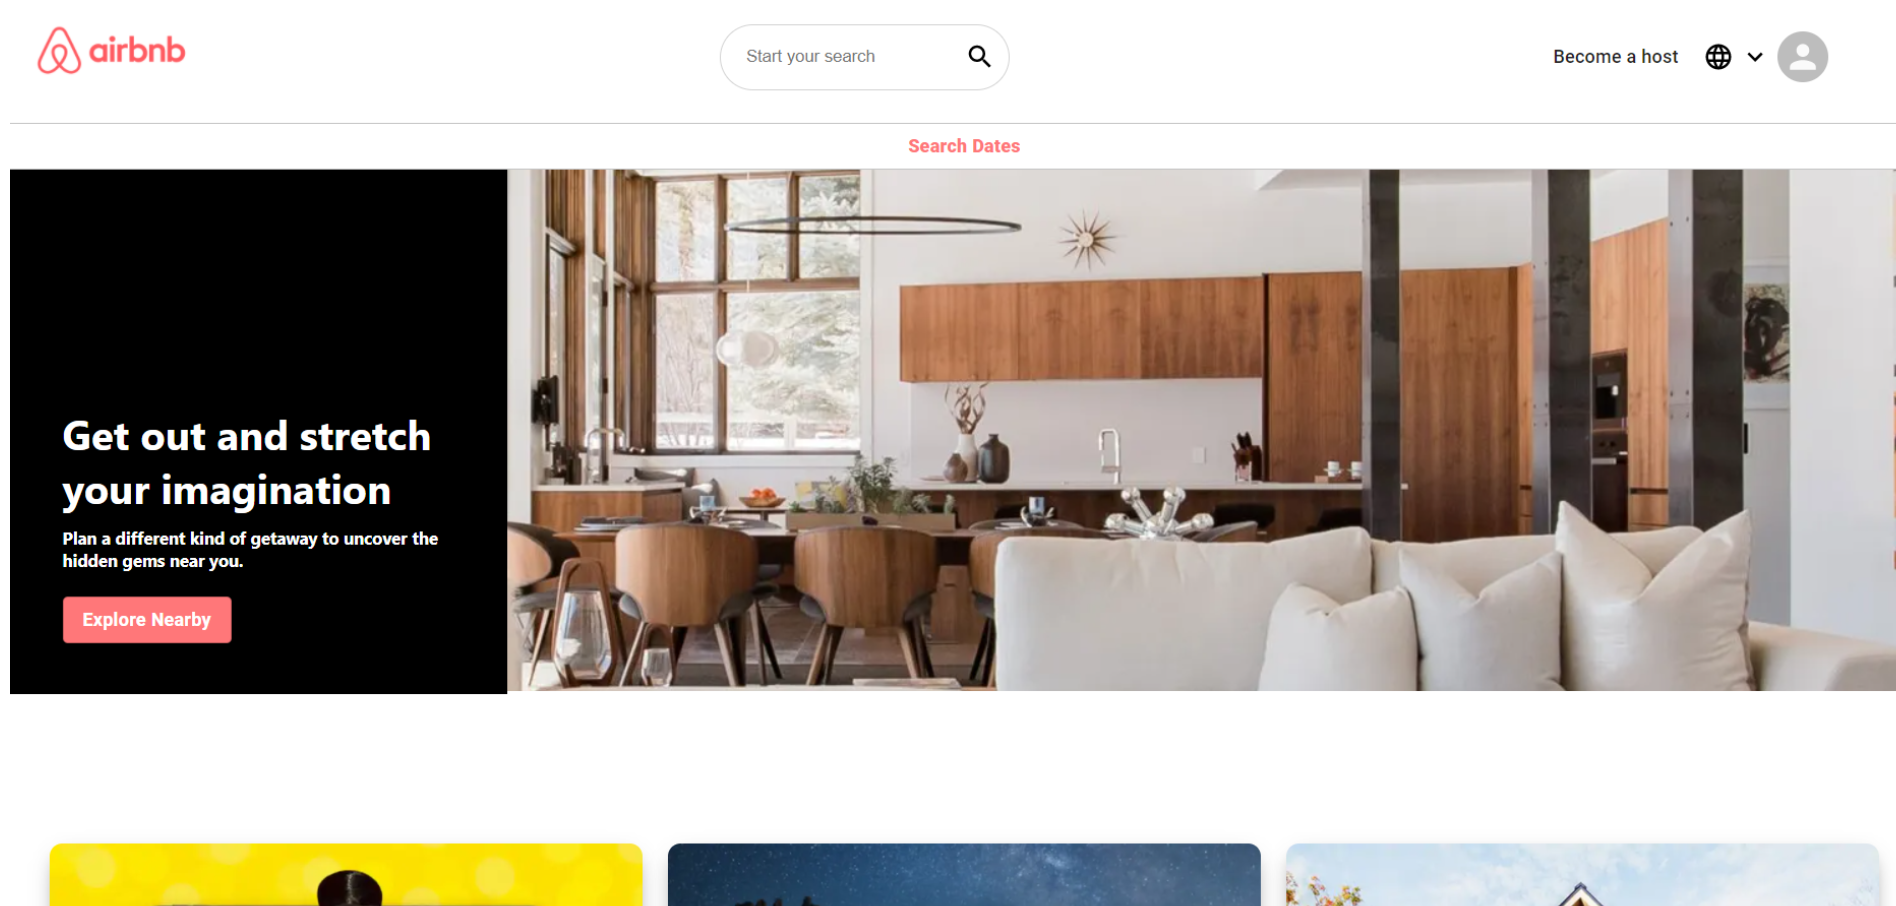 airbnb
Start your search
Become a host
Search Dates
Get out and stretch
your imagination
Plan a different kind of getaway to uncover the
hidden gems near you.
Explore Nearby